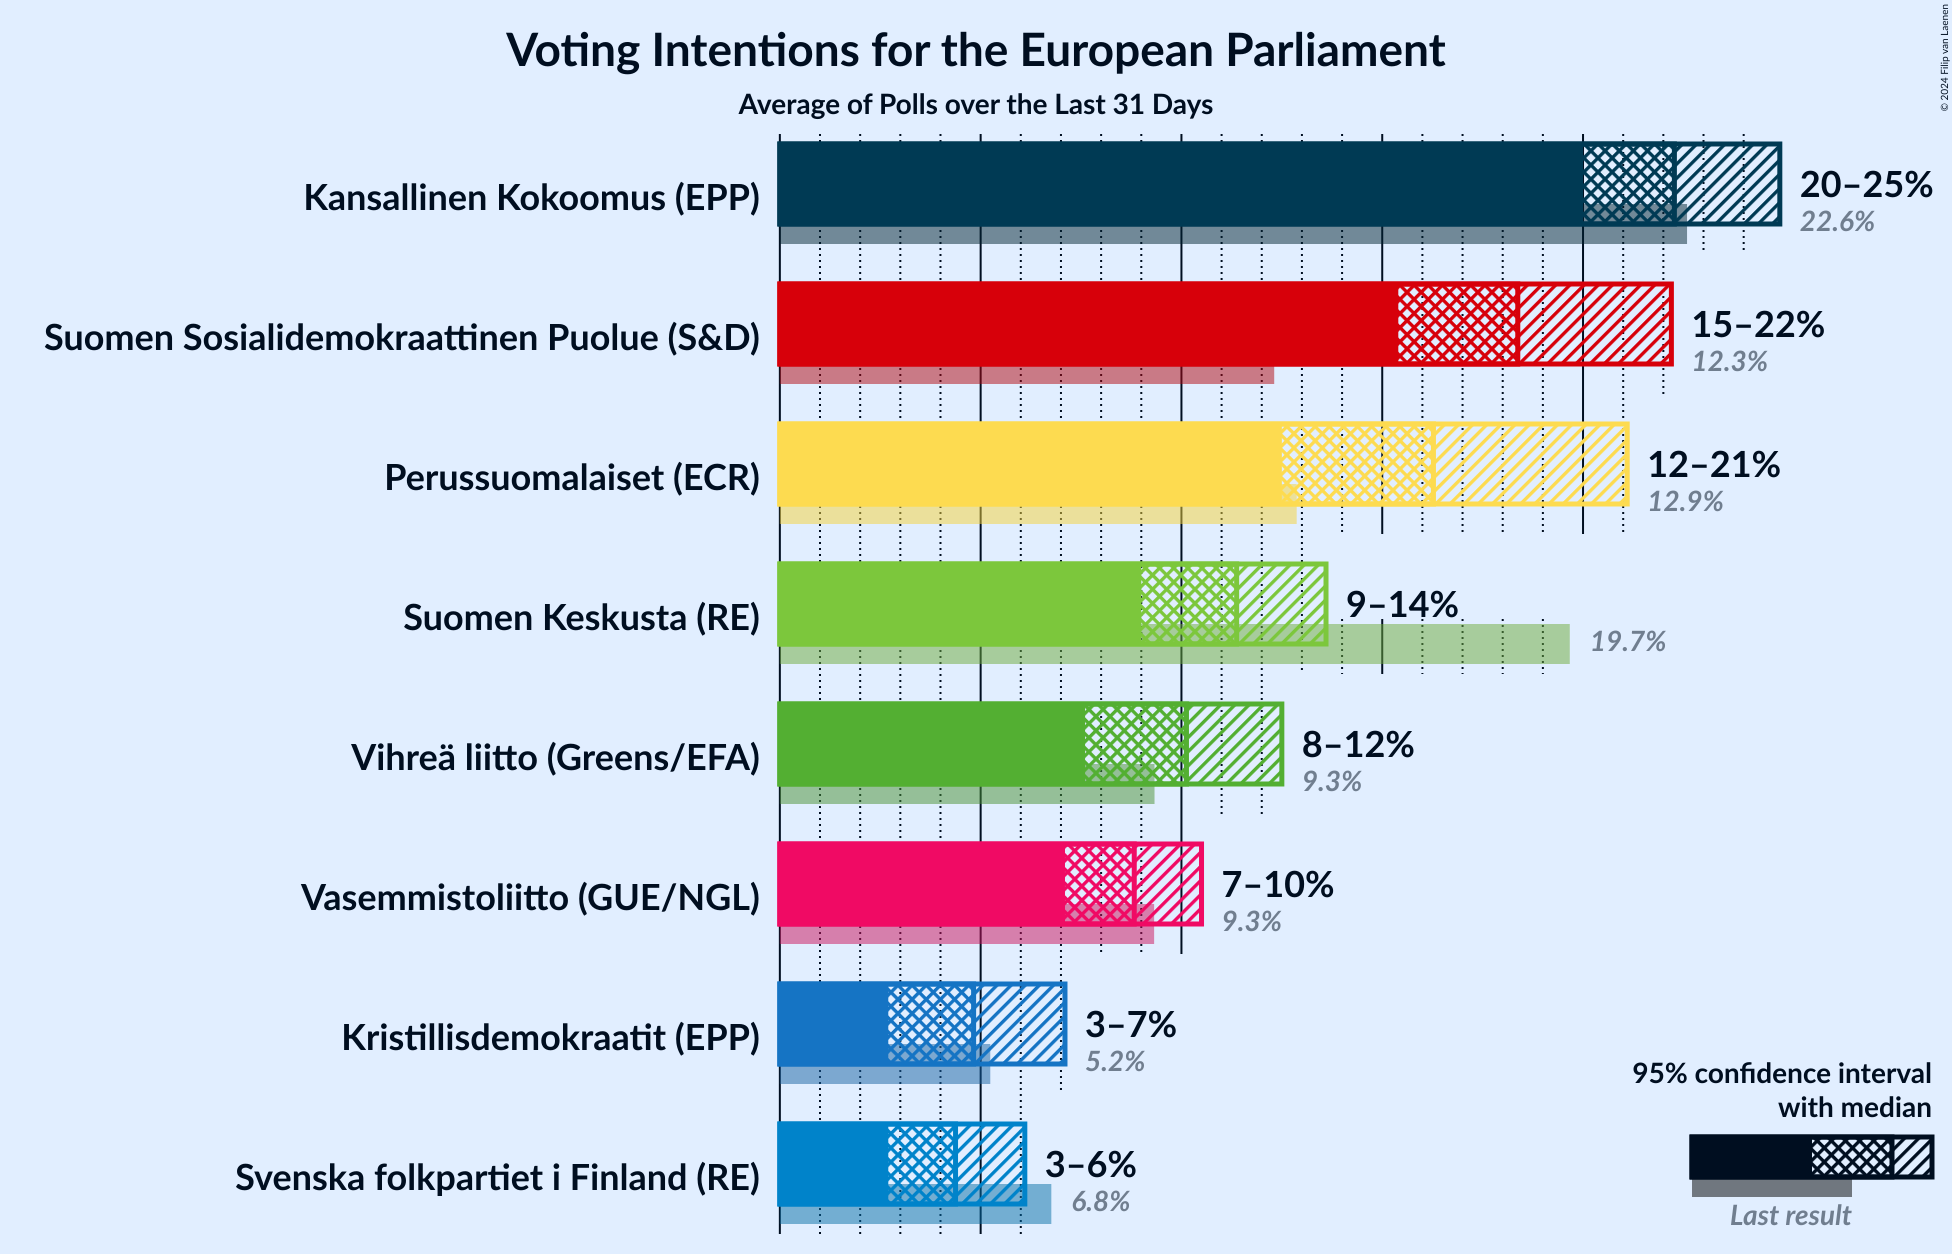 Voting Intentions for the European Parliament
Average of Polls over the Last 31 Days
© 2024 Filip van Laenen
Kansallinen Kokoomus (EPP)
20–25%
22.6%
Suomen Sosialidemokraattinen Puolue (S&D)
15–22%
12.3%
Perussuomalaiset (ECR)
12–21%
12.9%
Suomen Keskusta (RE)
9–14%
19.7%
Vihreä liitto (Greens/EFA)
8–12%
9.3%
Vasemmistoliitto (GUE/NGL)
7–10%
9.3%
Kristillisdemokraatit (EPP)
3–7%
5.2%
Svenska folkpartiet i Finland (RE)
3–6%
6.8%
95% confidence interval
with median
Last result